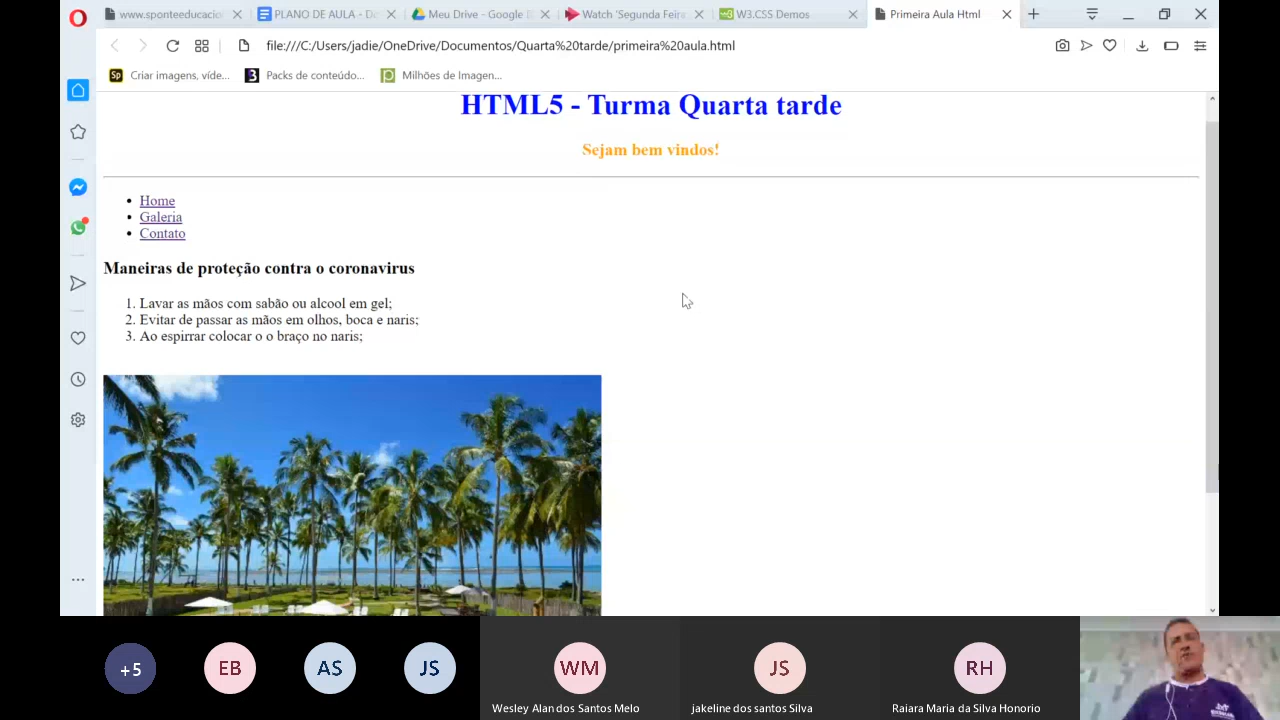 www.sponteeducacio
PLANO DE AULA - D
Meu Drive - Google
Watch 'Segunda Feira
W3.CSS Demos
Primeira Aula Html
file:///C:/Users/jadie/OneDrive/Documentos/Quarta%20tarde/primeira%20aula.html
Sp Criar imagens, víde...
Packs de conteúdo...
Milhões de Imagen...
HTML5 - Turma Quarta tarde
Sejam bem vindos!
Home
Galeria
Contato
Maneiras de proteção contra o coronavirus
1. Lavar as mãos com sabão ou alcool em gel;
2. Evitar de passar as mãos em olhos, boca e naris;
3. Ao espirrar colocar o o braço no naris;
+5
EB
AS
JS
WM
JS
RH
Wesley Alan dos Santos Melo
jakeline dos santos Silva
Raiara Maria da Silva Honorio